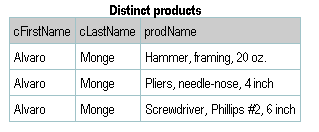 Distinct products
cFirstName cLastName prodName
Alvaro Monge Hammer, framing, 20 oz.
Alvaro Monge Pliers, needle-nose, 4 inch
Alvaro Monge Screwdriver, Phillips #2, 6 inch